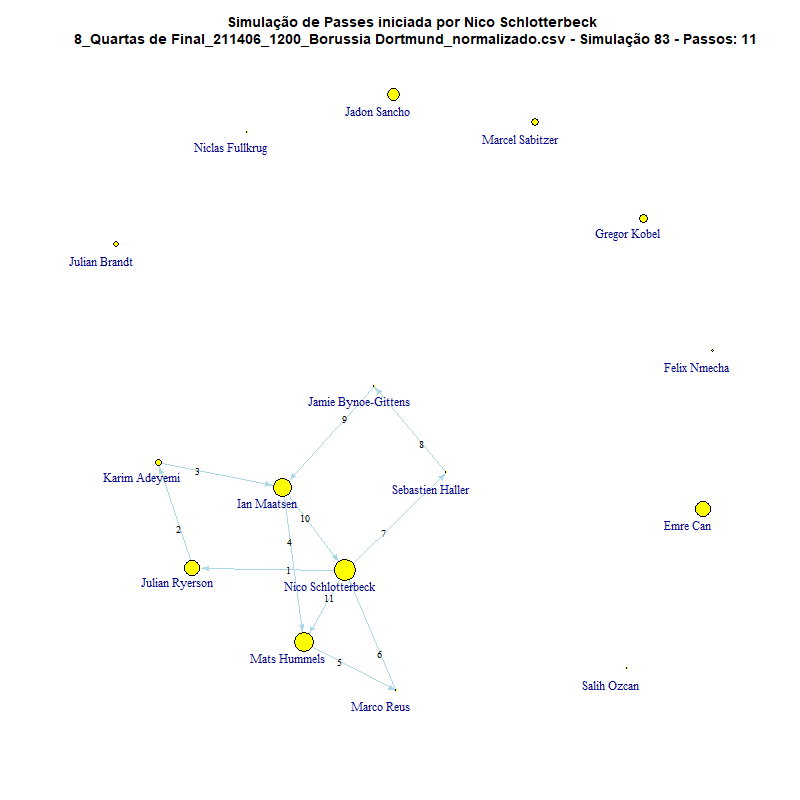 Simulação de Passes iniciada por Nico Schlotterbeck
8_Quartas de Final_211406_1200_Borussia Dortmund_normalizado.csv - Simulação 83 - Passos: 11
Jadon Sancho
Marcel Sabitzer
Niclas Fullkrug
Gregor Kobel
Julian Brandt
Felix Nmecha
Jamie Bynoe-Gittens
9
8
3
Karim Adeyemi
Sebastien Haller
Ian Maatsen
10
Emre Can
2
7
4
1
Julian Ryerson
Nico Schlotterbeck
11
Mats Hummels
6
5
Salih Ozcan
Marco Reus